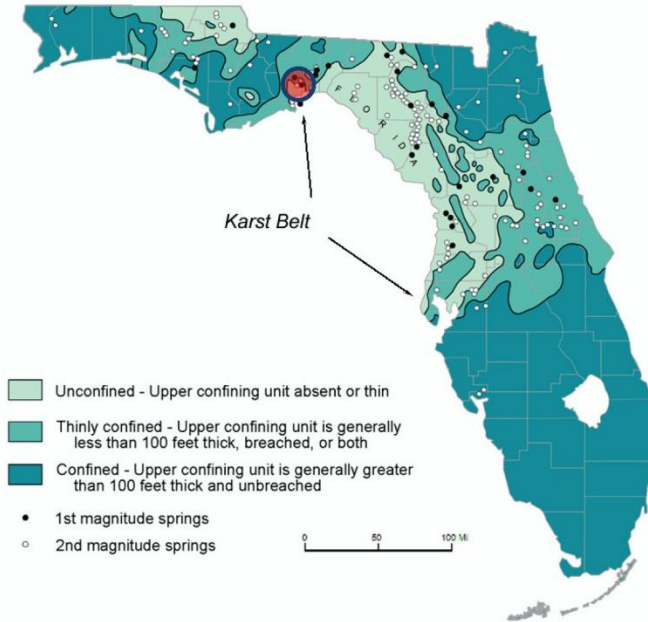 FLORIDA
Karst Belt
Unconfined - Upper confining unit absent or thin
Thinly confined - Upper confining unit is generally
less than 100 feet thick, breached, or both
Confined - Upper confining unit is generally greater
than 100 feet thick and unbreached
1st magnitude springs
2nd magnitude springs
0 50 100 Mi